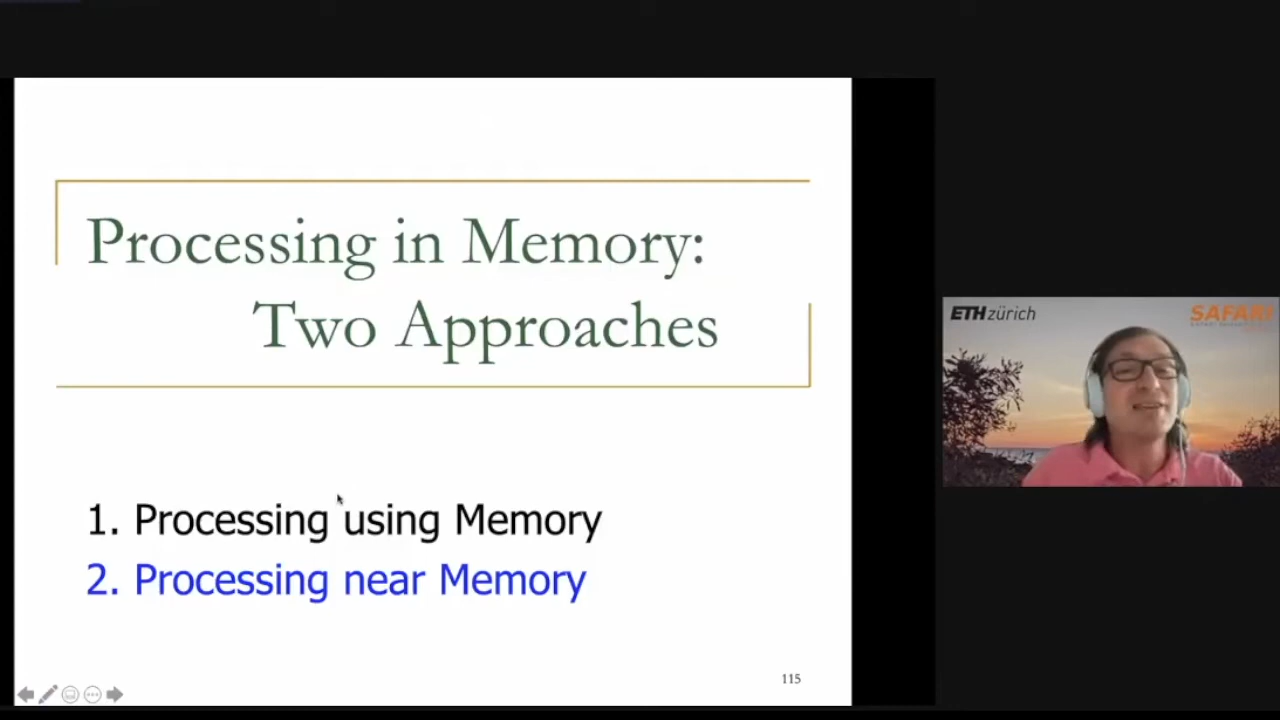 Processing in Memory:
Two Approaches
1. Processing using Memory
2. Processing near Memory
115
ETH zürich
SAFARI